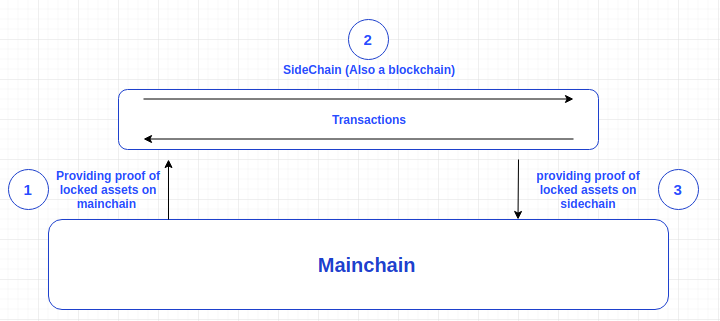 2
SideChain (Also a blockchain)
Transactions
1
Providing proof of
locked assets on
mainchain
providing proof of
locked assets on
sidechain
3
Mainchain